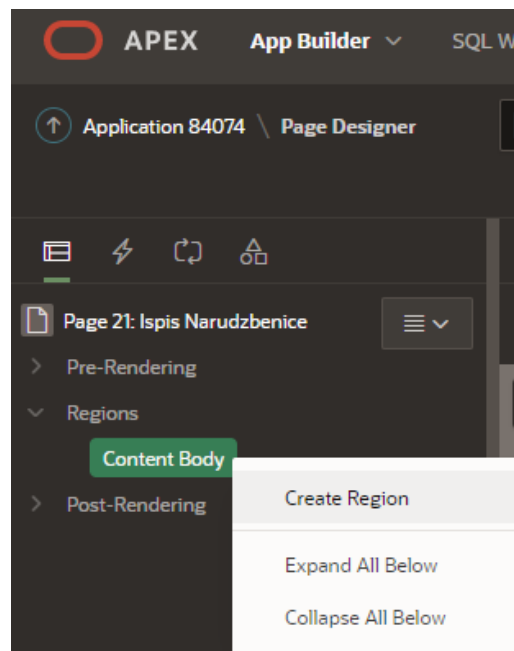 APEX App Builder SQL W
Application 84074 \ Page Designer
Page 21: Ispis Narudzbenice
Pre-Rendering
Regions
Content Body
Create Region
Post-Rendering
Expand All Below
Collapse All Below